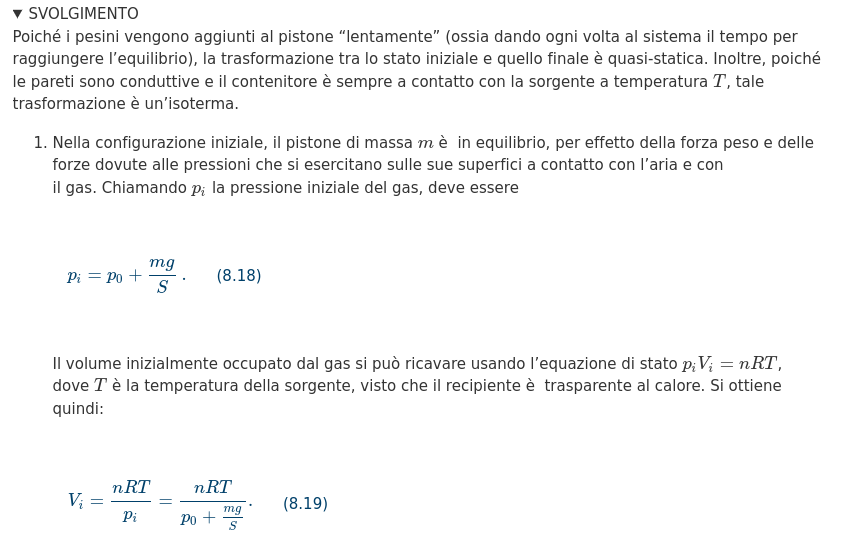 ▼ SVOLGIMENTO
Poiché i pesini vengono aggiunti al pistone “lentamente” (ossia dando ogni volta al sistema il tempo per
raggiungere l’equilibrio), la trasformazione tra lo stato iniziale e quello finale è quasi-statica. Inoltre, poiché
le pareti sono conduttive e il contenitore è sempre a contatto con la sorgente a temperatura T, tale
trasformazione è un’isoterma.
1. Nella configurazione iniziale, il pistone di massa m è in equilibrio, per effetto della forza peso e delle
forze dovute alle pressioni che si esercitano sulle sue superfici a contatto con l’aria e con
il gas. Chiamando p_i la pressione iniziale del gas, deve essere
p_i = p_0 + \frac{mg}{S} . (8.18)
Il volume inizialmente occupato dal gas si può ricavare usando l’equazione di stato p_i V_i = nRT,
dove T è la temperatura della sorgente, visto che il recipiente è trasparente al calore. Si ottiene
quindi:
V_i = \frac{nRT}{p_i} = \frac{nRT}{p_0 + \frac{mg}{S}} . (8.19)